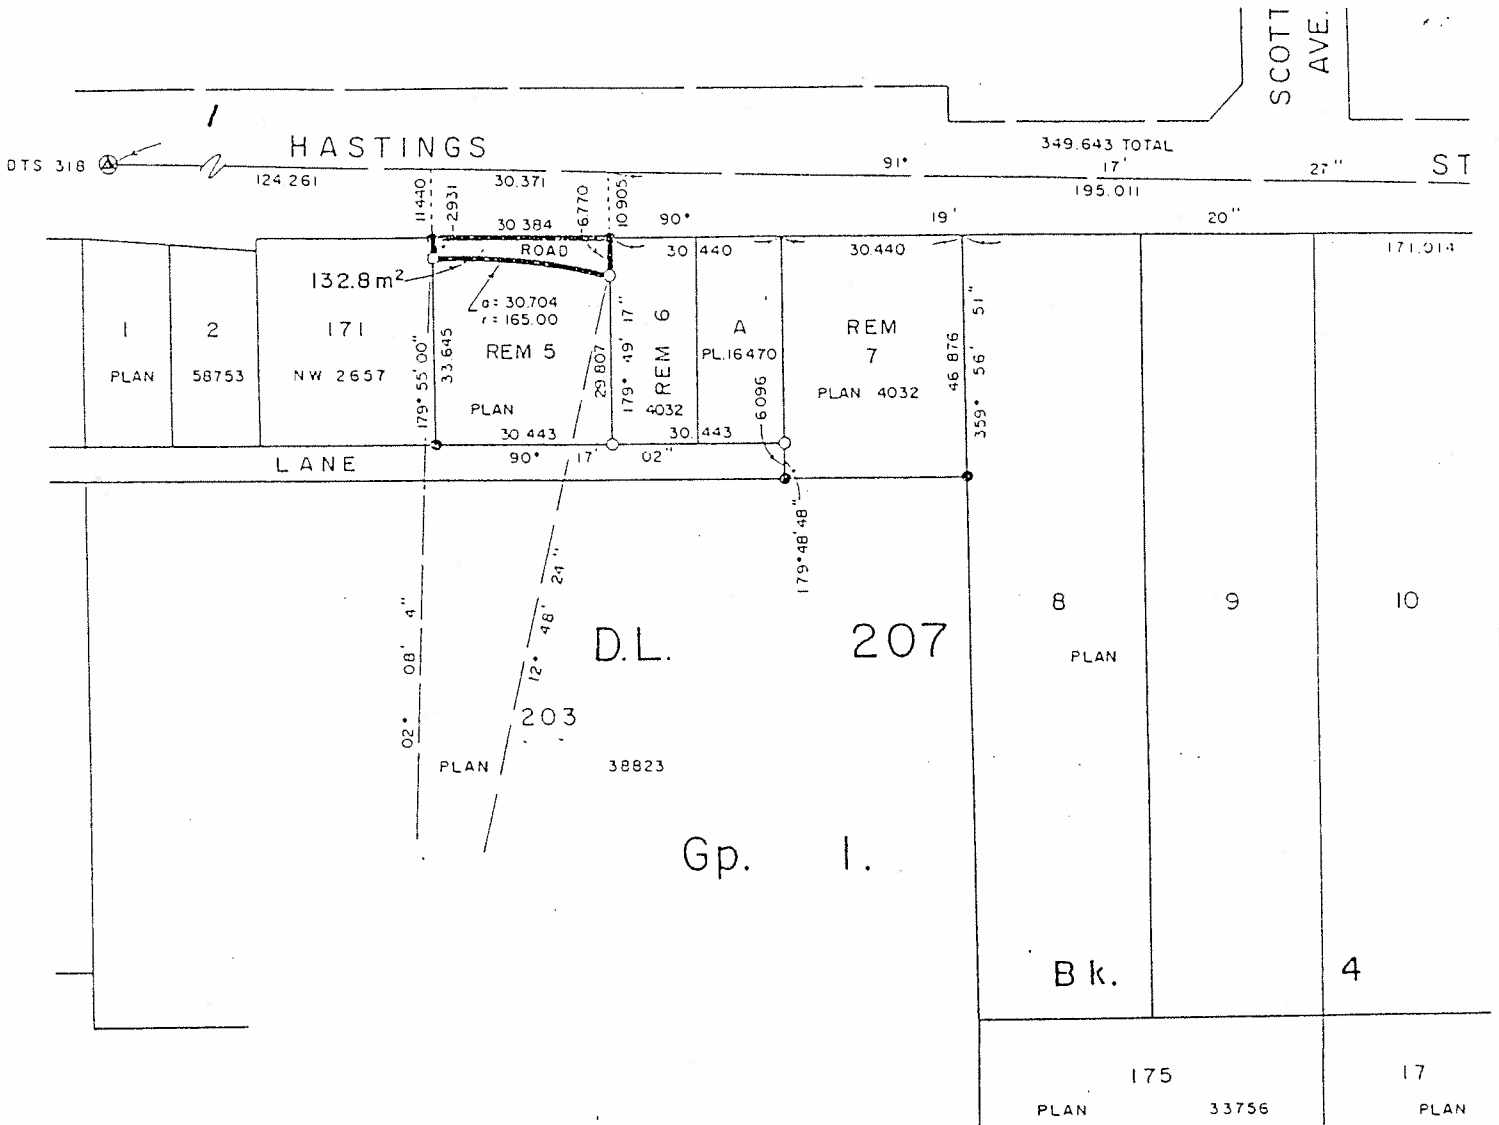 SCOTT
AVE.
HASTINGS
ST
DTS 318
124 261
30.371
91° 17' 27"
349.643 TOTAL
195.011
11 440
2931
6.770
10 905
30 384
ROAD
90° 19' 20"
30 440
30.440
171.014
132.8 m²
a = 30.704
r = 165.00
1
2
PLAN 58753
171
NW 2657
179° 55' 00"
33.645
REM 5
PLAN
29 807
179° 49' 17"
REM 6
4032
A
PL.16470
6 096
REM
7
PLAN 4032
46 876
359° 56' 51"
30 443
30. 443
90° 17' 02"
LANE
179° 48' 48"
02° 08' 4"
12° 48' 24"
D.L. 207
8
9
10
PLAN
203
PLAN 38823
Gp. 1.
Bk. 4
175
17
PLAN 33756
PLAN